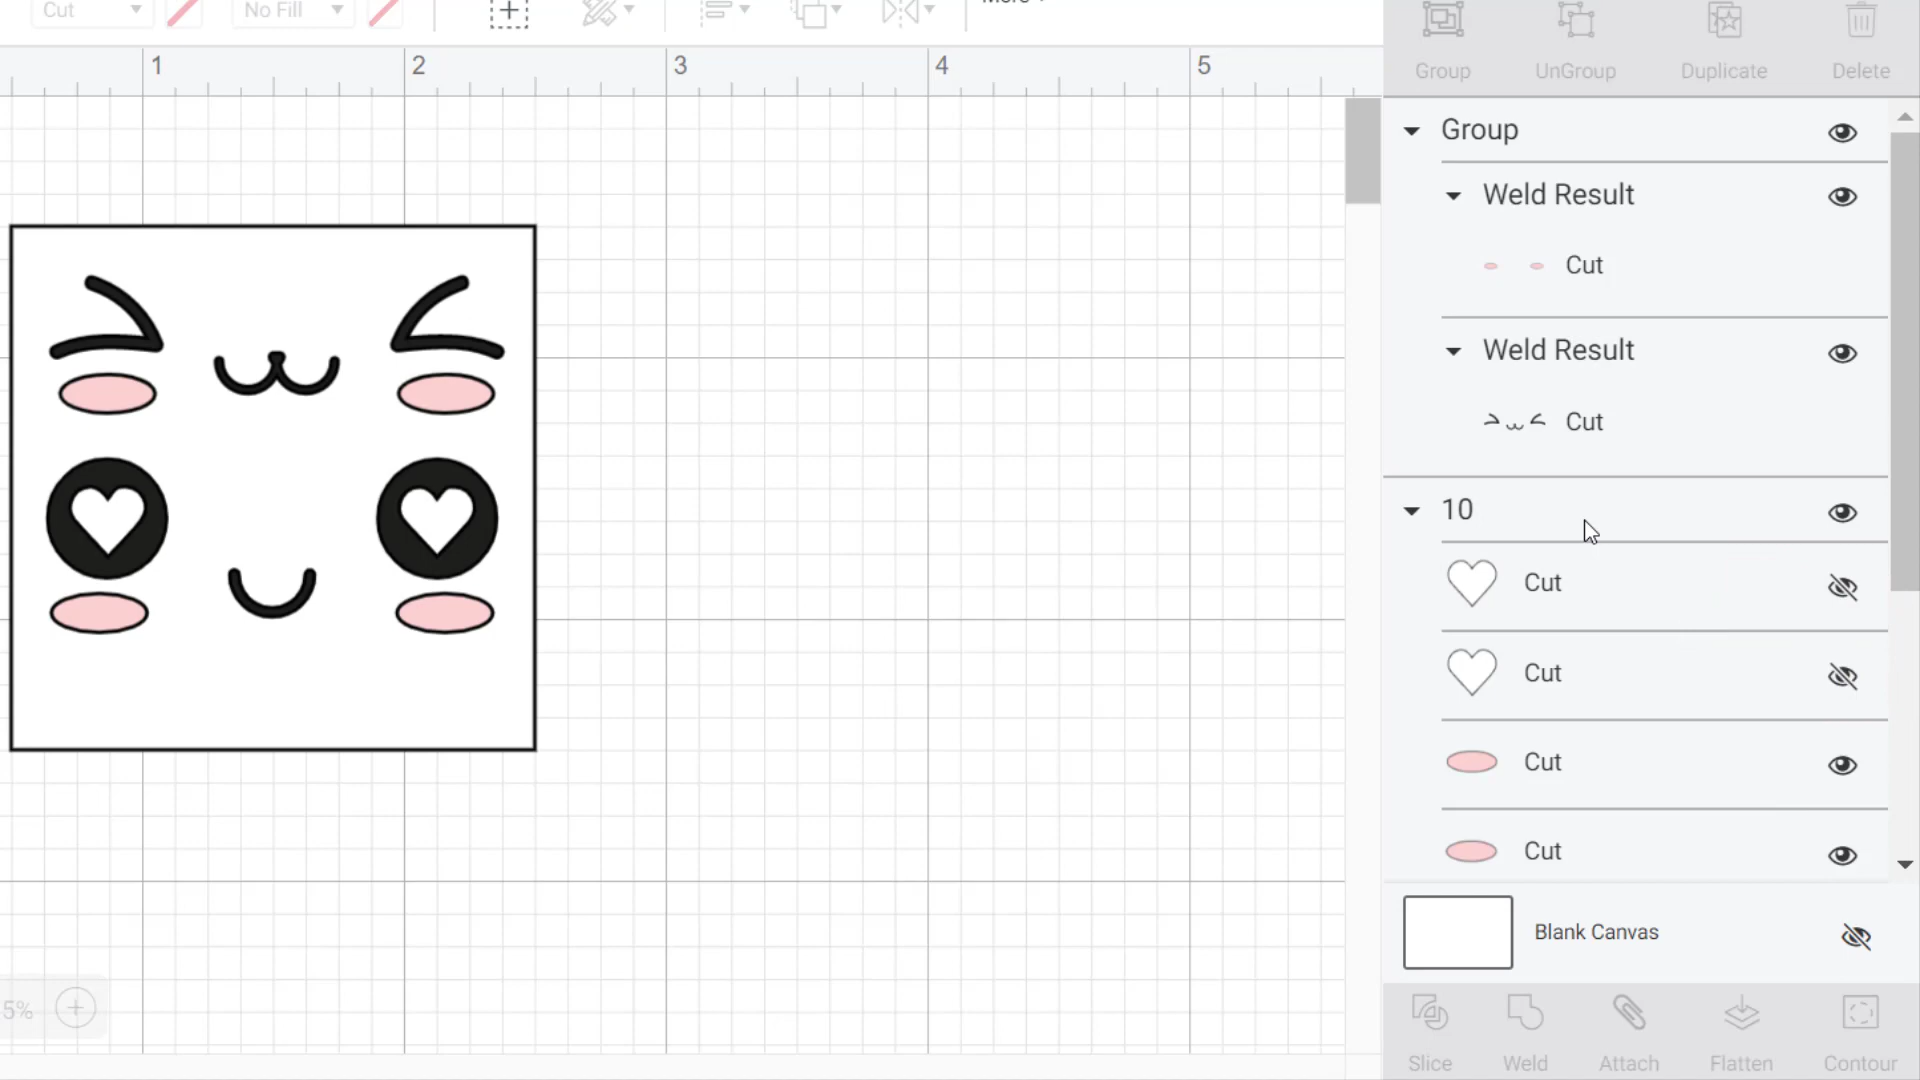 Cut
No Fill
Group
UnGroup
Duplicate
Delete
1
2
3
4
5
Group
Weld Result
Cut
Weld Result
Cut
10
Cut
Cut
Cut
Cut
Blank Canvas
5%
Slice
Weld
Attach
Flatten
Contour